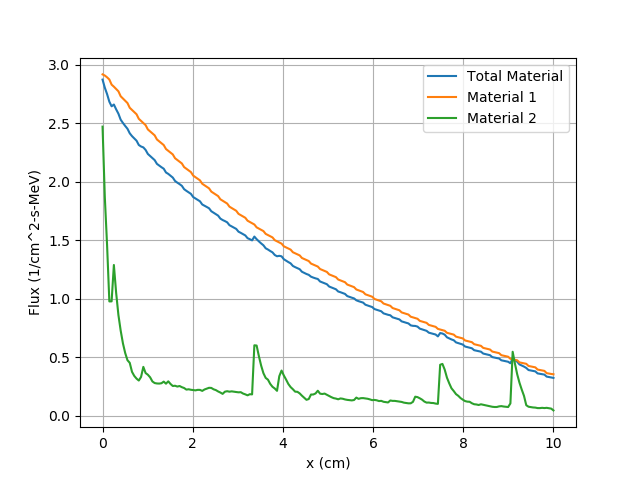 3.0
2.5
2.0
1.5
1.0
0.5
0.0
Flux (1/cm^2-s-MeV)
Total Material
Material 1
Material 2
0 2 4 6 8 10
x (cm)